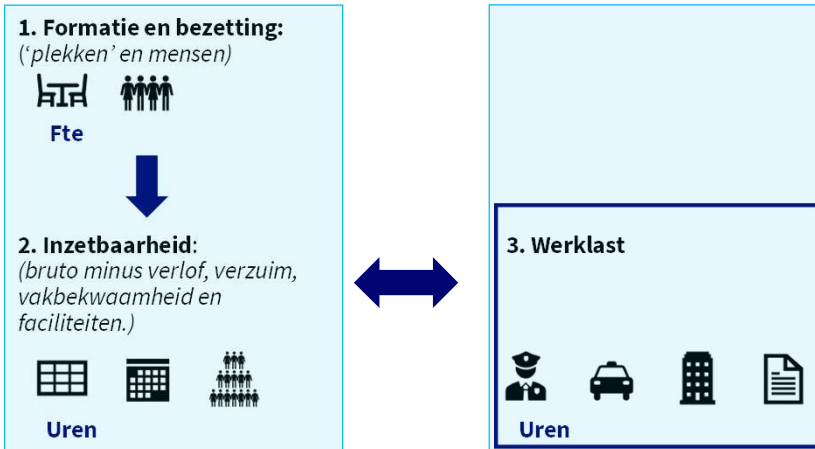 1. Formatie en bezetting:
(‘plekken’ en mensen)
Fte
2. Inzetbaarheid:
(bruto minus verlof, verzuim,
vakbekwaamheid en
faciliteiten.)
Uren
3. Werklast
Uren